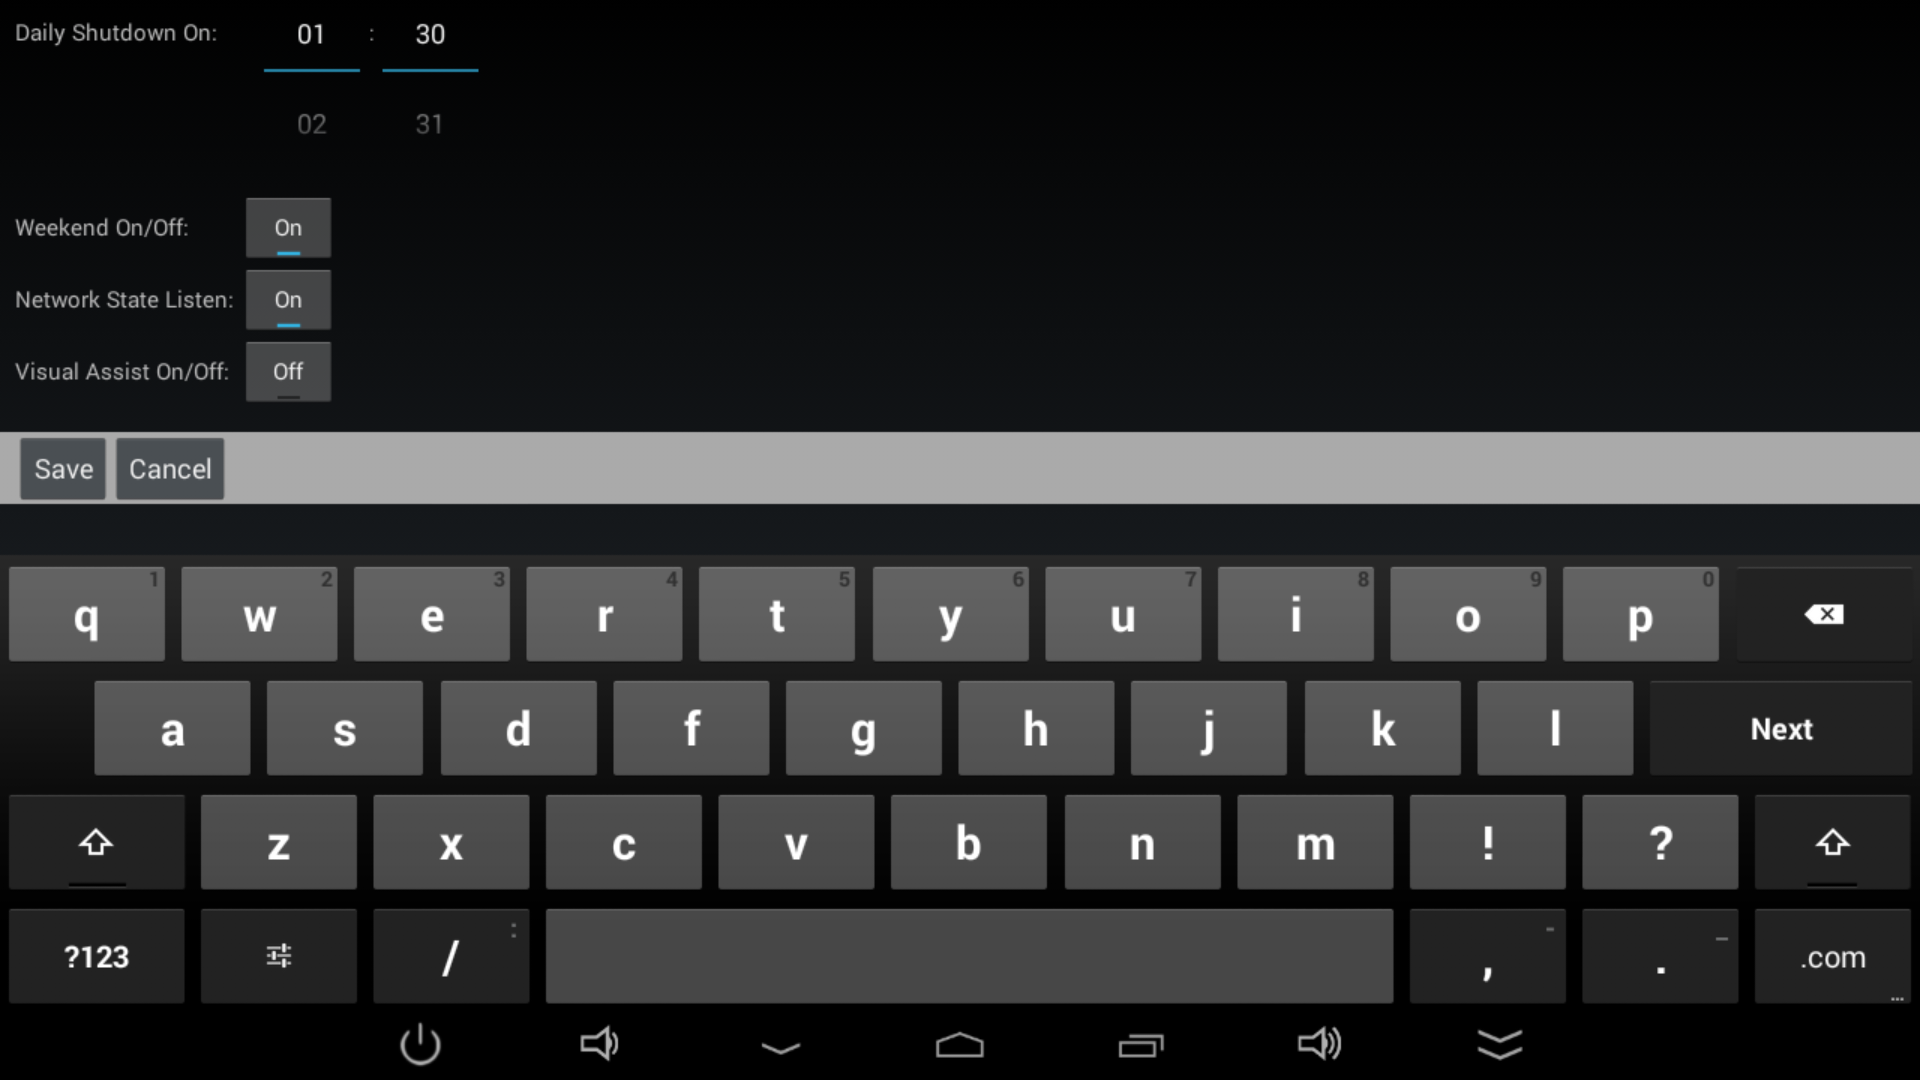 Daily Shutdown On: 01 : 30
02 31
Weekend On/Off: On
Network State Listen: On
Visual Assist On/Off: Off
Save Cancel
1 2 3 4 5 6 7 8 9 0
q w e r t y u i o p
a s d f g h j k l Next
z x c v b n m ! ?
: - _
?123 / , . .com
...